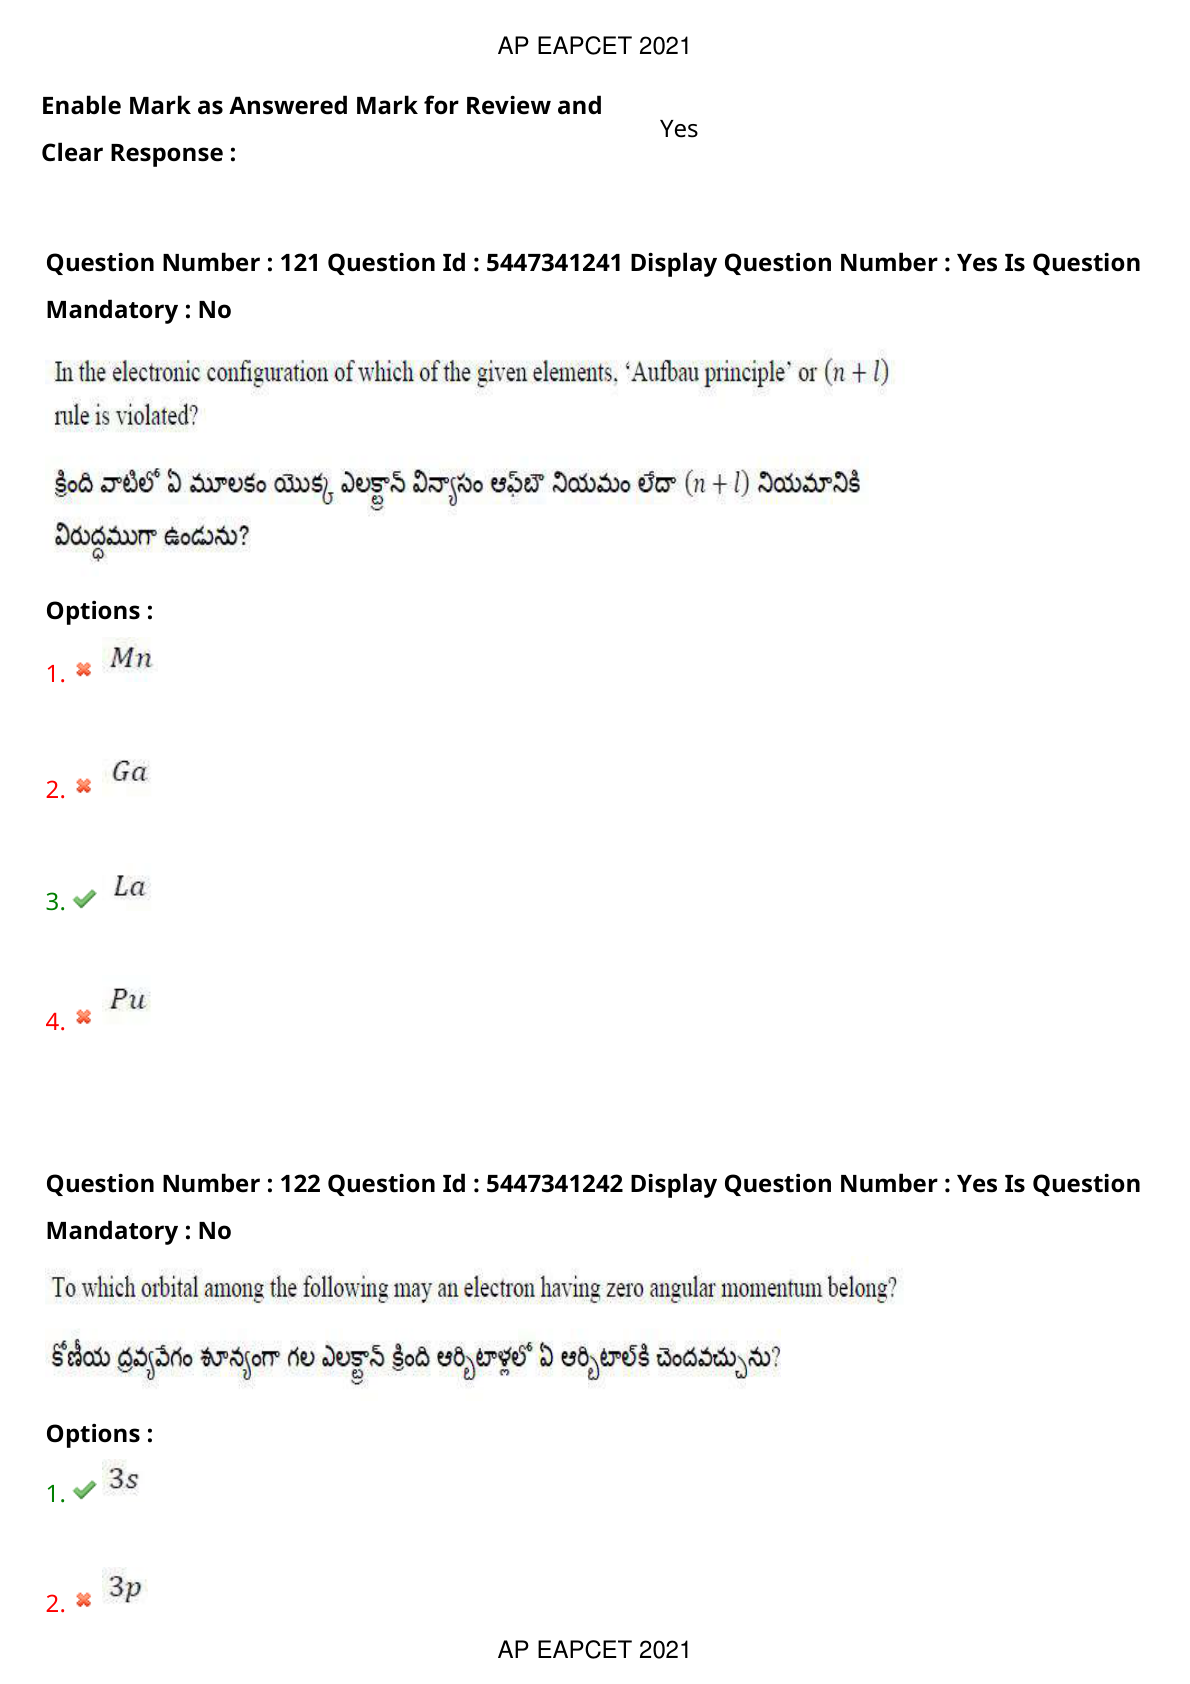 AP EAPCET 2021
Enable Mark as Answered Mark for Review and
Yes
Clear Response :
Question Number : 121 Question Id : 5447341241 Display Question Number : Yes Is Question
Mandatory : No
In the electronic configuration of which of the given elements, ‘Aufbau principle’ or (n + l)
rule is violated?
క్రింది వాటిలో ఏ మూలకం యొక్క ఎలక్ట్రాన్ విన్యాసం ఆఫ్‌బౌ నియమం లేదా (n + l) నియమానికి
విరుద్ధముగా ఉండును?
Options :
1. Mn
2. Ga
3. La
4. Pu
Question Number : 122 Question Id : 5447341242 Display Question Number : Yes Is Question
Mandatory : No
To which orbital among the following may an electron having zero angular momentum belong?
కోణీయ ద్రవ్యవేగం శూన్యంగా గల ఎలక్ట్రాన్ క్రింది ఆర్బిటాళ్లలో ఏ ఆర్బిటాల్‌కి చెందవచ్చును?
Options :
1. 3s
2. 3p
AP EAPCET 2021